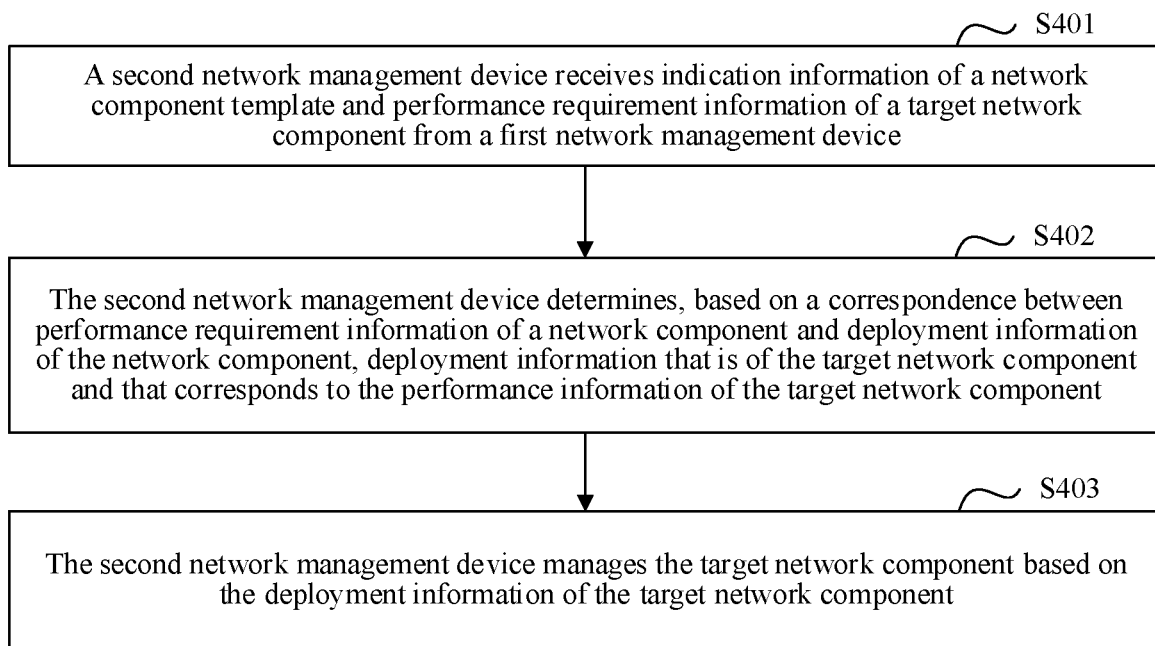 S401
A second network management device receives indication information of a network
component template and performance requirement information of a target network
component from a first network management device
S402
The second network management device determines, based on a correspondence between
performance requirement information of a network component and deployment information
of the network component, deployment information that is of the target network component
and that corresponds to the performance information of the target network component
S403
The second network management device manages the target network component based on
the deployment information of the target network component